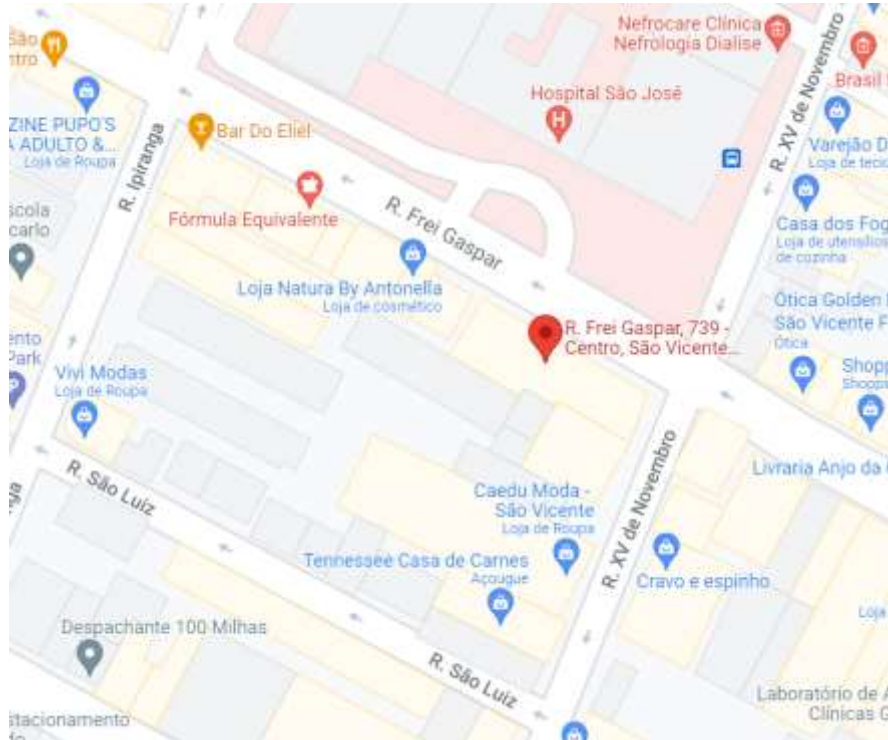 Nefrocare Clínica
Nefrologia Dialise
São
ntro
R. XV de Novembro
Brasil
Hospital São José
ZINE PUPO'S
A ADULTO &...
Loja de Roupa
R. Ipiranga
Bar Do Eliel
Varejão D
Loja de tecid
Fórmula Equivalente
R. Frei Gaspar
scola
carlo
Casa dos Fog
Loja de utensílios
de cozinha
Loja Natura By Antonella
Loja de cosmético
Ótica Golden
São Vicente F
Ótica
R. Frei Gaspar, 739 -
Centro, São Vicente...
ento
Park
Vivi Modas
Loja de Roupa
Shopp
Shoppi
R. São Luíz
R. XV de Novembro
Livraria Anjo da
Caedu Moda -
São Vicente
Loja de Roupa
Tennessee Casa de Carnes
Açougue
Cravo e espinho
Loja
Despachante 100 Milhas
R. São Luíz
Laboratório de A
Clínicas G
stacionamento